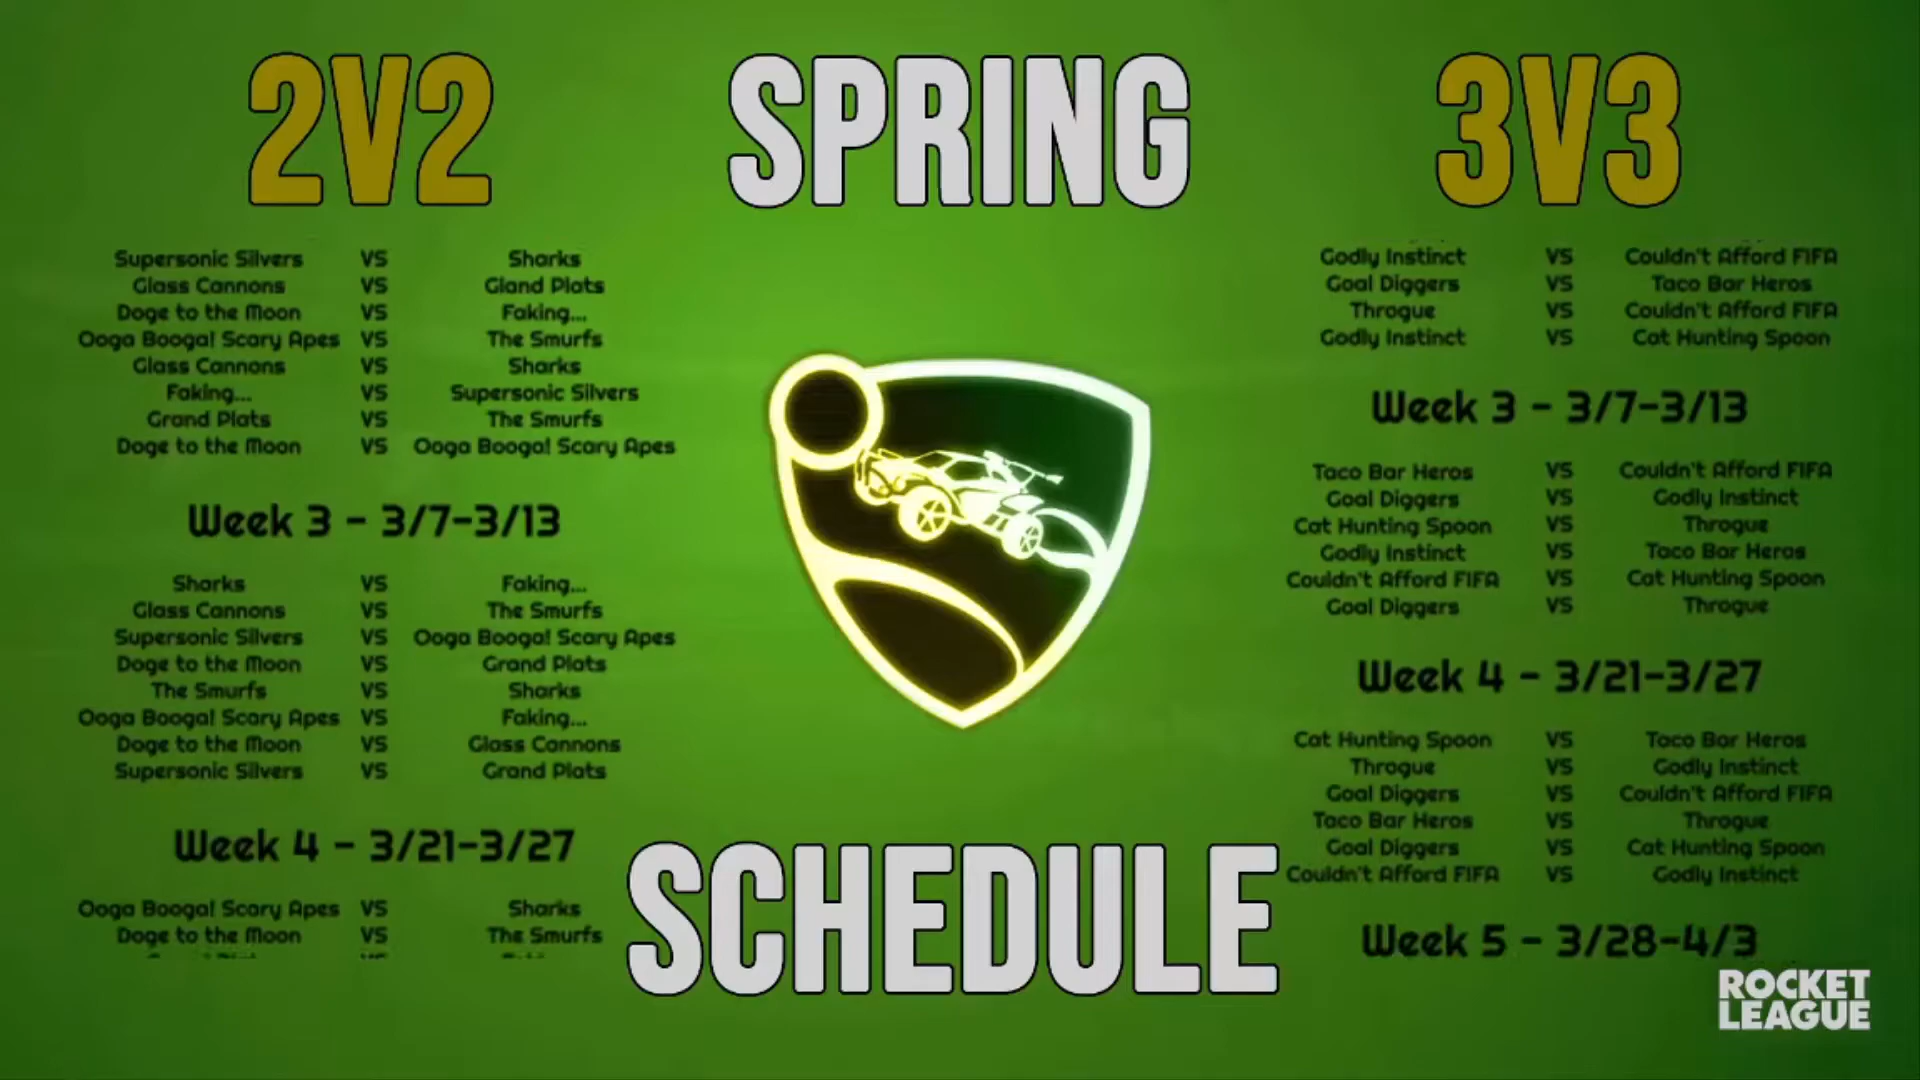 2V2
SPRING
3V3
Supersonic Silvers VS Sharks
Glass Cannons VS Gland Plats
Doge to the Moon VS Faking...
Ooga Booga! Scary Apes VS The Smurfs
Glass Cannons VS Sharks
Faking... VS Supersonic Silvers
Grand Plats VS The Smurfs
Doge to the Moon VS Ooga Booga! Scary Apes
Week 3 - 3/7-3/13
Sharks VS Faking...
Glass Cannons VS The Smurfs
Supersonic Silvers VS Ooga Booga! Scary Apes
Doge to the Moon VS Grand Plats
The Smurfs VS Sharks
Ooga Booga! Scary Apes VS Faking...
Doge to the Moon VS Glass Cannons
Supersonic Silvers VS Grand Plats
Week 4 - 3/21-3/27
Ooga Booga! Scary Apes VS Sharks
Doge to the Moon VS The Smurfs
Godly Instinct VS Couldn't Afford FIFA
Goal Diggers VS Taco Bar Heros
Throgue VS Couldn't Afford FIFA
Godly Instinct VS Cat Hunting Spoon
Week 3 - 3/7-3/13
Taco Bar Heros VS Couldn't Afford FIFA
Goal Diggers VS Godly Instinct
Cat Hunting Spoon VS Throgue
Godly Instinct VS Taco Bar Heros
Couldn't Afford FIFA VS Cat Hunting Spoon
Goal Diggers VS Throgue
Week 4 - 3/21-3/27
Cat Hunting Spoon VS Taco Bar Heros
Throgue VS Godly Instinct
Goal Diggers VS Couldn't Afford FIFA
Taco Bar Heros VS Throgue
Goal Diggers VS Cat Hunting Spoon
Couldn't Afford FIFA VS Godly Instinct
Week 5 - 3/28-4/3
SCHEDULE
ROCKET
LEAGUE